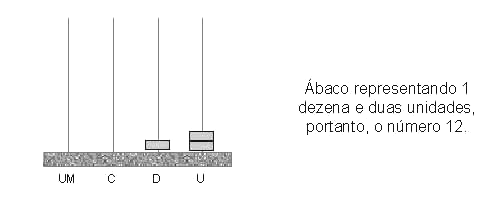 Ábaco representando 1
dezena e duas unidades,
portanto, o número 12.
UM C D U